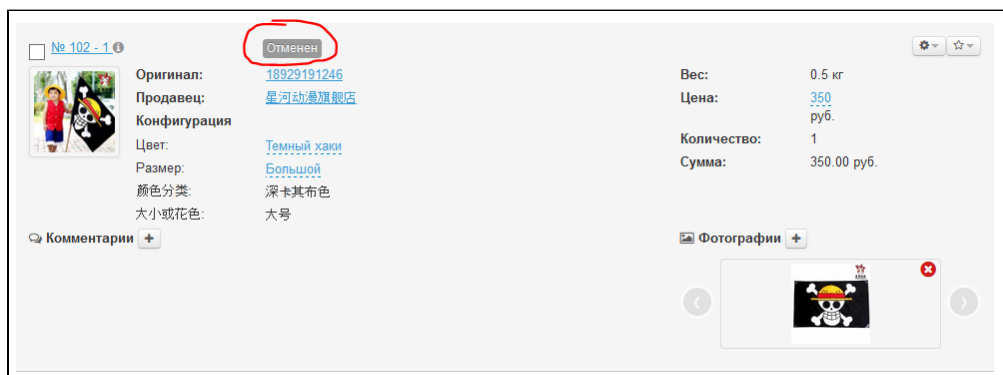 № 102 - 1 Отменен
Оригинал: 18929191246
Продавец: 星河动漫旗舰店
Конфигурация
Цвет: Темный хаки
Размер: Большой
颜色分类: 深卡其布色
大小或花色: 大号
Вес: 0.5 кг
Цена: 350
руб.
Количество: 1
Сумма: 350.00 руб.
Комментарии
Фотографии